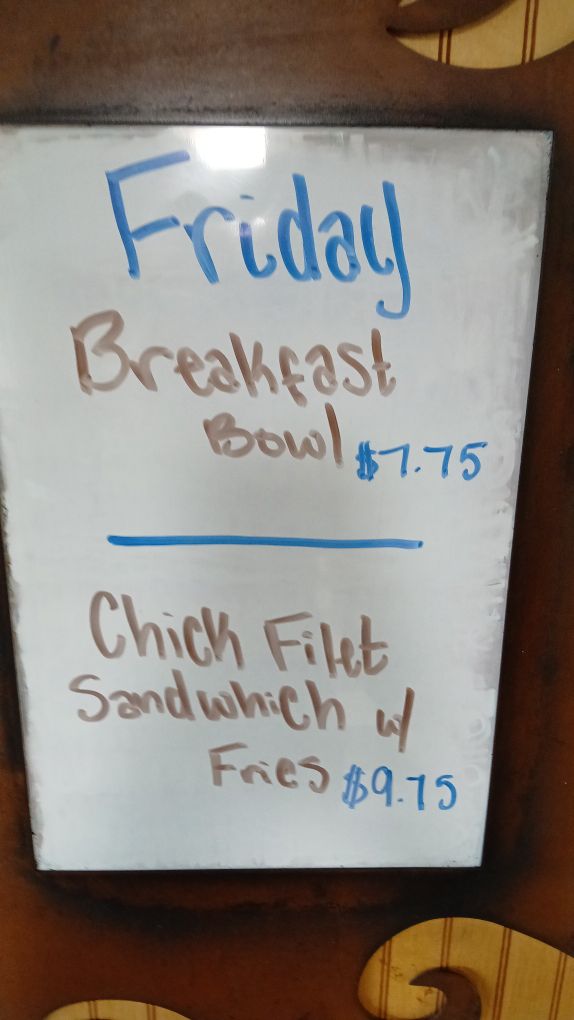 Friday
Breakfast
Bowl $7.75
Chick Filet
Sandwhich w/
Fries $9.75